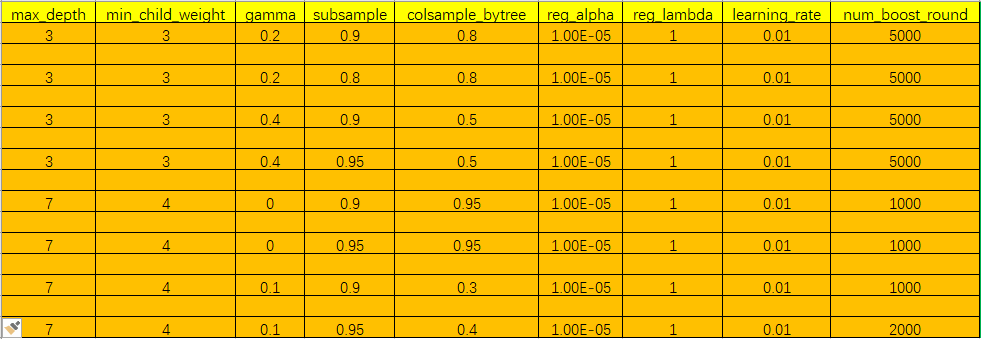 max_depth min_child_weight gamma subsample colsample_bytree reg_alpha reg_lambda learning_rate num_boost_round
3 3 0.2 0.9 0.8 1.00E-05 1 0.01 5000
3 3 0.2 0.8 0.8 1.00E-05 1 0.01 5000
3 3 0.4 0.9 0.5 1.00E-05 1 0.01 5000
3 3 0.4 0.95 0.5 1.00E-05 1 0.01 5000
7 4 0 0.9 0.95 1.00E-05 1 0.01 1000
7 4 0 0.95 0.95 1.00E-05 1 0.01 1000
7 4 0.1 0.9 0.3 1.00E-05 1 0.01 1000
7 4 0.1 0.95 0.4 1.00E-05 1 0.01 2000